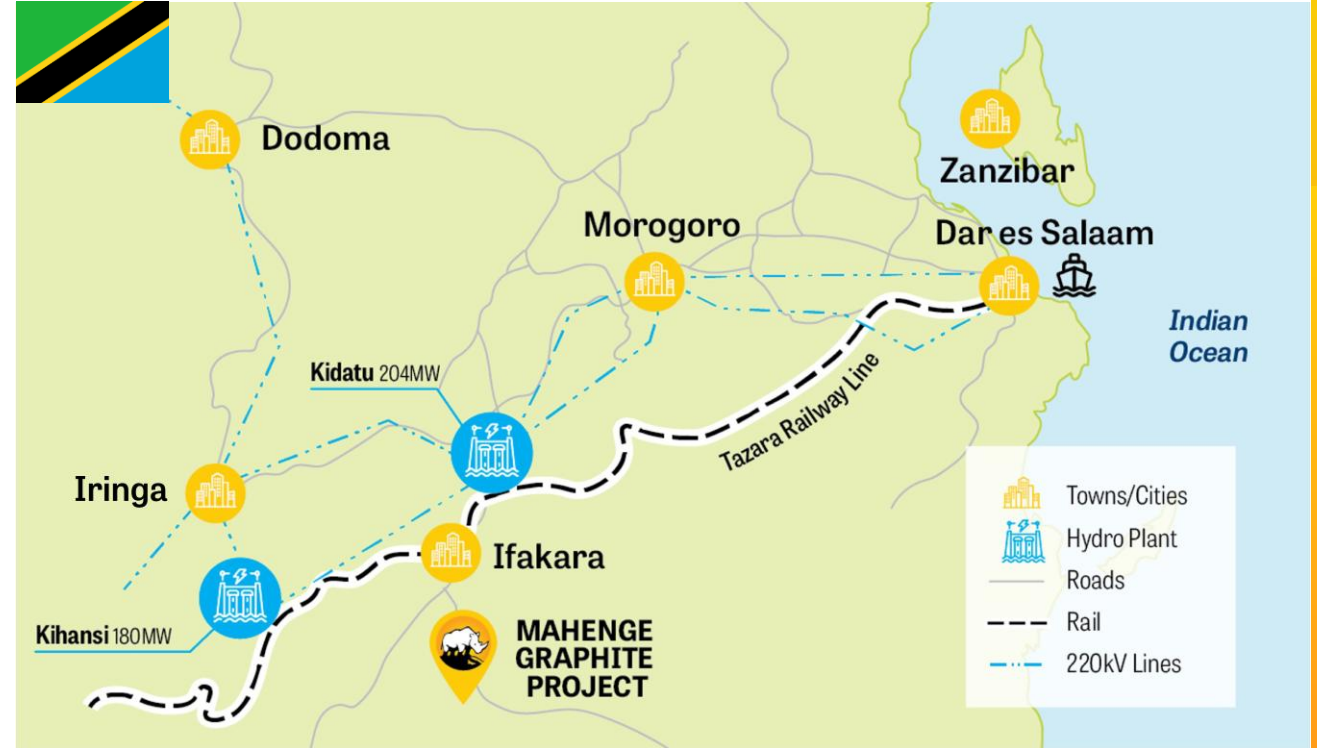 Dodoma
Zanzibar
Morogoro
Dar es Salaam
Indian
Ocean
Kidatu 204MW
Tazara Railway Line
Iringa
Ifakara
Kihansi 180MW
MAHENGE
GRAPHITE
PROJECT
Towns/Cities
Hydro Plant
Roads
Rail
220kV Lines